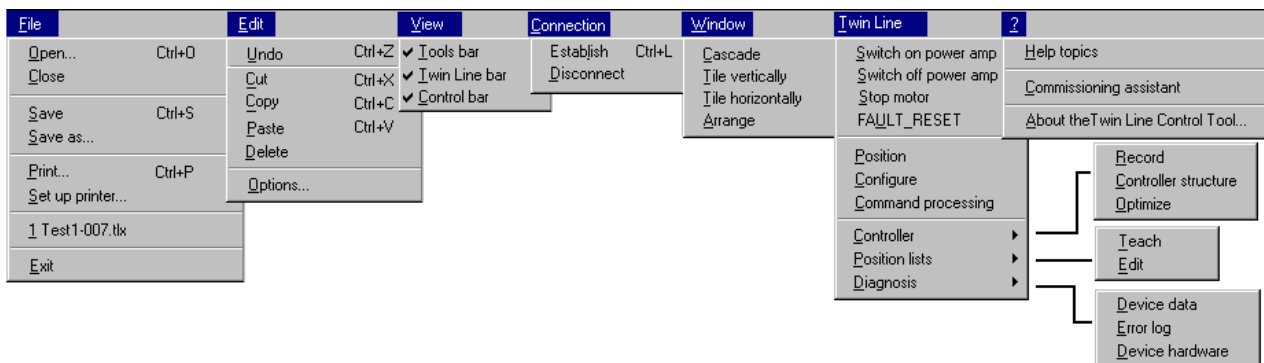 File
Open... Ctrl+O
Close
Save Ctrl+S
Save as...
Print... Ctrl+P
Set up printer...
1 Test1-007.tlx
Exit
Edit
Undo Ctrl+Z
Cut Ctrl+X
Copy Ctrl+C
Paste Ctrl+V
Delete
Options...
View
Tools bar
Twin Line bar
Control bar
Connection
Establish Ctrl+L
Disconnect
Window
Cascade
Tile vertically
Tile horizontally
Arrange
Twin Line
Switch on power amp
Switch off power amp
Stop motor
FAULT_RESET
Position
Configure
Command processing
Controller
Position lists
Diagnosis
?
Help topics
Commissioning assistant
About theTwin Line Control Tool...
Record
Controller structure
Optimize
Teach
Edit
Device data
Error log
Device hardware